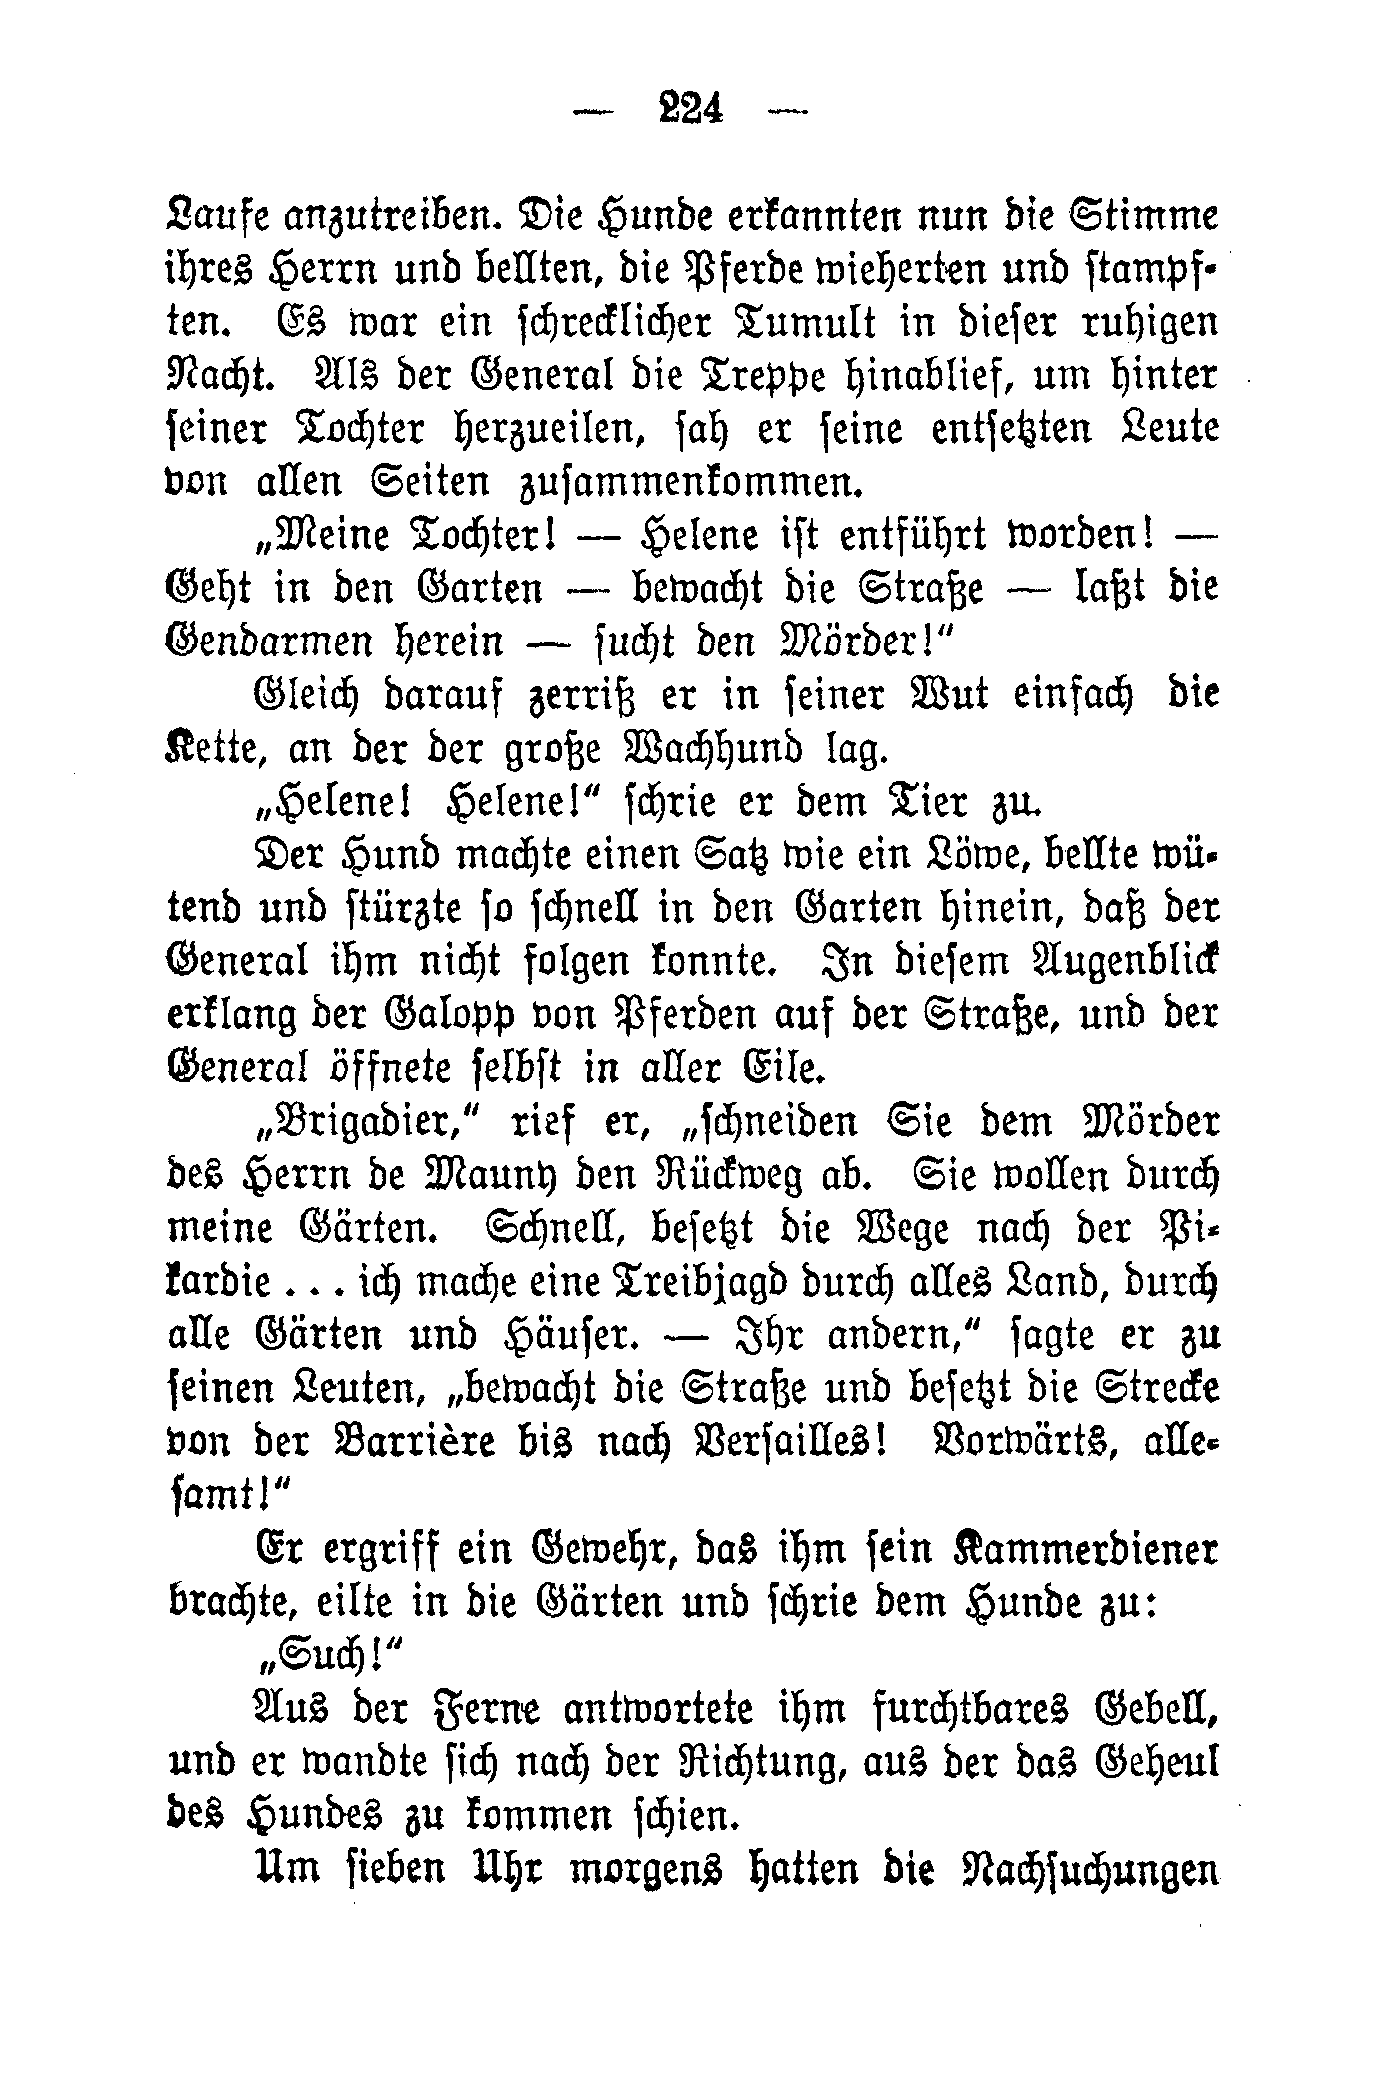 — 224 —
Laufe anzutreiben. Die Hunde erkannten nun die Stimme
ihres Herrn und bellten, die Pferde wieherten und stampf-
ten. Es war ein schrecklicher Tumult in dieser ruhigen
Nacht. Als der General die Treppe hinablief, um hinter
seiner Tochter herzueilen, sah er seine entsetzten Leute
von allen Seiten zusammenkommen.
„Meine Tochter! — Helene ist entführt worden! —
Geht in den Garten — bewacht die Straße — laßt die
Gendarmen herein — sucht den Mörder!“
Gleich darauf zerriß er in seiner Wut einfach die
Kette, an der der große Wachhund lag.
„Helene! Helene!“ schrie er dem Tier zu.
Der Hund machte einen Satz wie ein Löwe, bellte wü-
tend und stürzte so schnell in den Garten hinein, daß der
General ihm nicht folgen konnte. In diesem Augenblick
erklang der Galopp von Pferden auf der Straße, und der
General öffnete selbst in aller Eile.
„Brigadier,“ rief er, „schneiden Sie dem Mörder
des Herrn de Mauny den Rückweg ab. Sie wollen durch
meine Gärten. Schnell, besetzt die Wege nach der Pi-
kardie . . . ich mache eine Treibjagd durch alles Land, durch
alle Gärten und Häuser. — Ihr andern,“ sagte er zu
seinen Leuten, „bewacht die Straße und besetzt die Strecke
von der Barrière bis nach Versailles! Vorwärts, alle-
samt!“
Er ergriff ein Gewehr, das ihm sein Kammerdiener
brachte, eilte in die Gärten und schrie dem Hunde zu:
„Such!“
Aus der Ferne antwortete ihm furchtbares Gebell,
und er wandte sich nach der Richtung, aus der das Geheul
des Hundes zu kommen schien.
Um sieben Uhr morgens hatten die Nachsuchungen